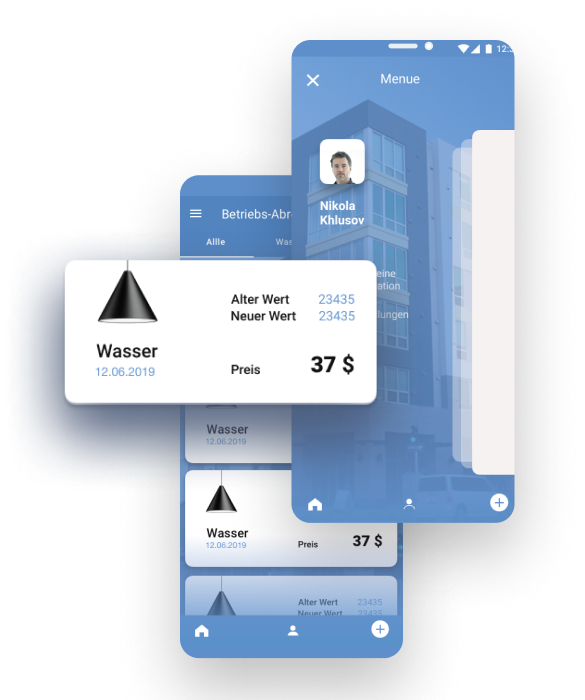 12:3
Menue
Nikola
Khlusov
eine
ation
llungen
Betriebs-Abr
Allle
Was
Alter Wert 23435
Neuer Wert 23435
Wasser
12.06.2019
Preis 37 $
Wasser
12.06.2019
Wasser
12.06.2019
Preis 37 $
Alter Wert 23435
Neuer Wert 23435